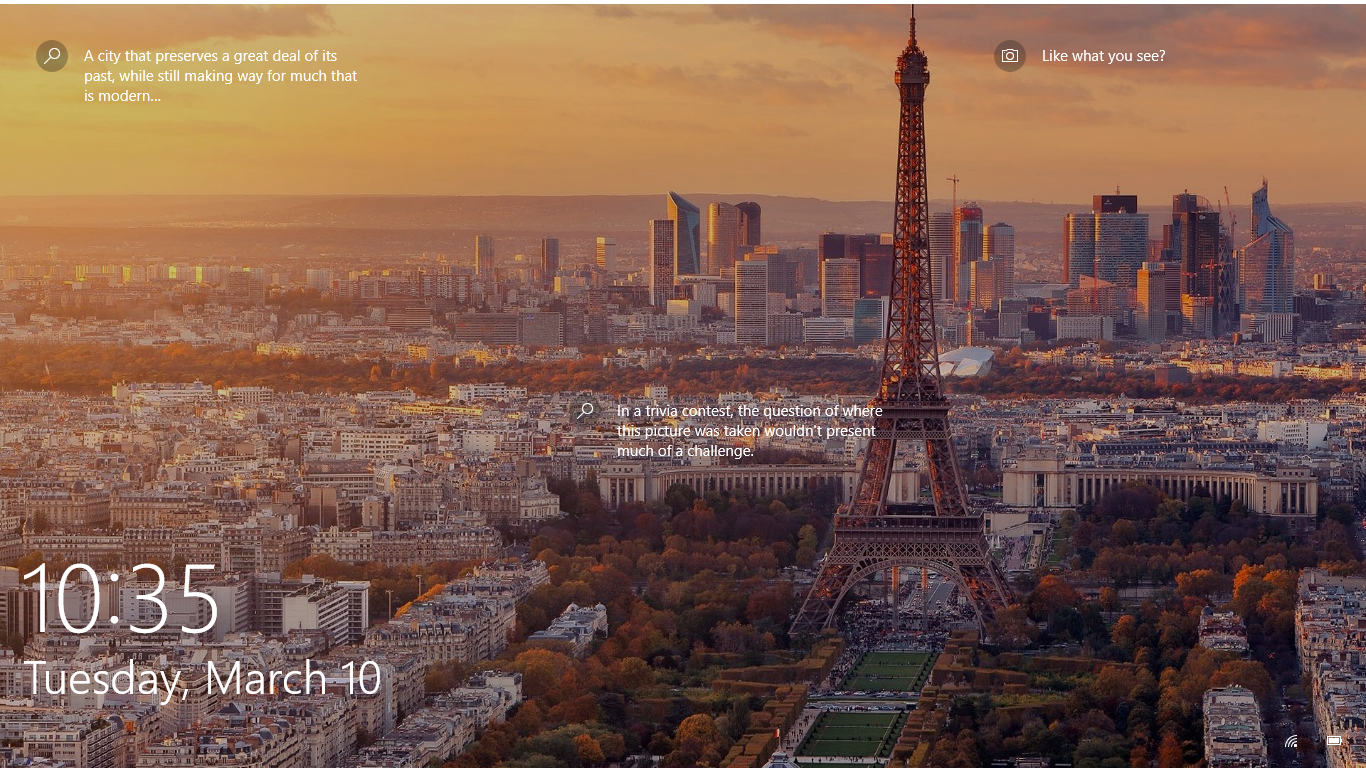 A city that preserves a great deal of its
past, while still making way for much that
is modern...
Like what you see?
In a trivia contest, the question of where
this picture was taken wouldn't present
much of a challenge.
10:35
Tuesday, March 10